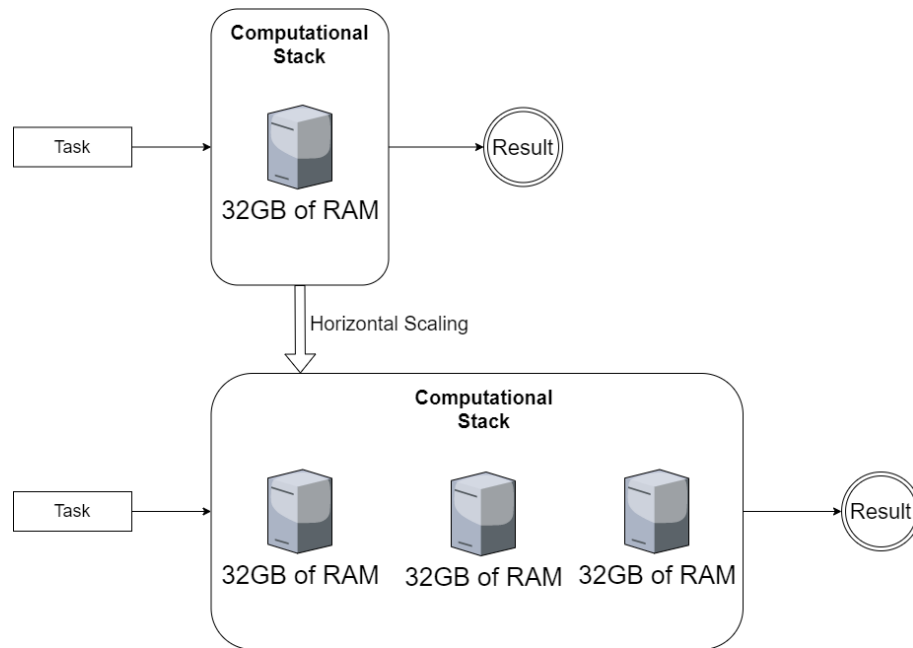 Computational
Stack
Task
Result
32GB of RAM
Horizontal Scaling
Computational
Stack
Task
Result
32GB of RAM
32GB of RAM
32GB of RAM